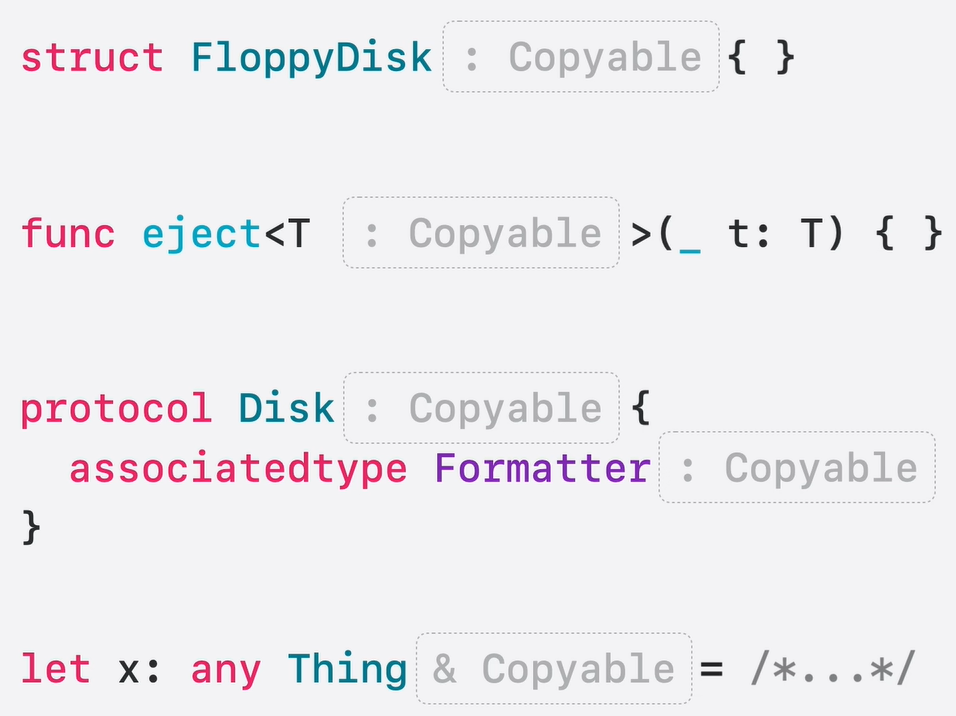 struct FloppyDisk : Copyable { }
func eject<T : Copyable >(_ t: T) { }
protocol Disk : Copyable {
associatedtype Formatter : Copyable
}
let x: any Thing & Copyable = /*...*/